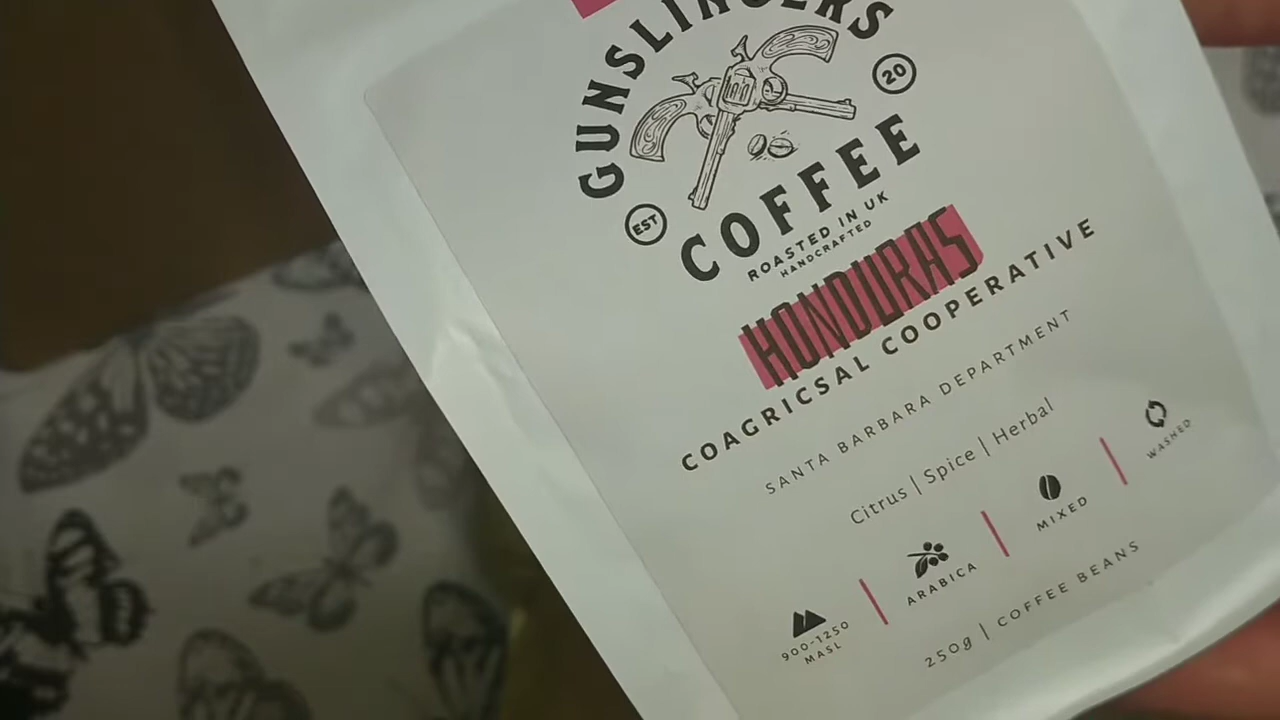 GUNSLINGERS
EST
20
COFFEE
ROASTED IN UK
HANDCRAFTED
HONDURAS
COAGRICSAL COOPERATIVE
SANTA BARBARA DEPARTMENT
Citrus | Spice | Herbal
900-1250
MASL
ARABICA
MIXED
WASHED
250g | COFFEE BEANS